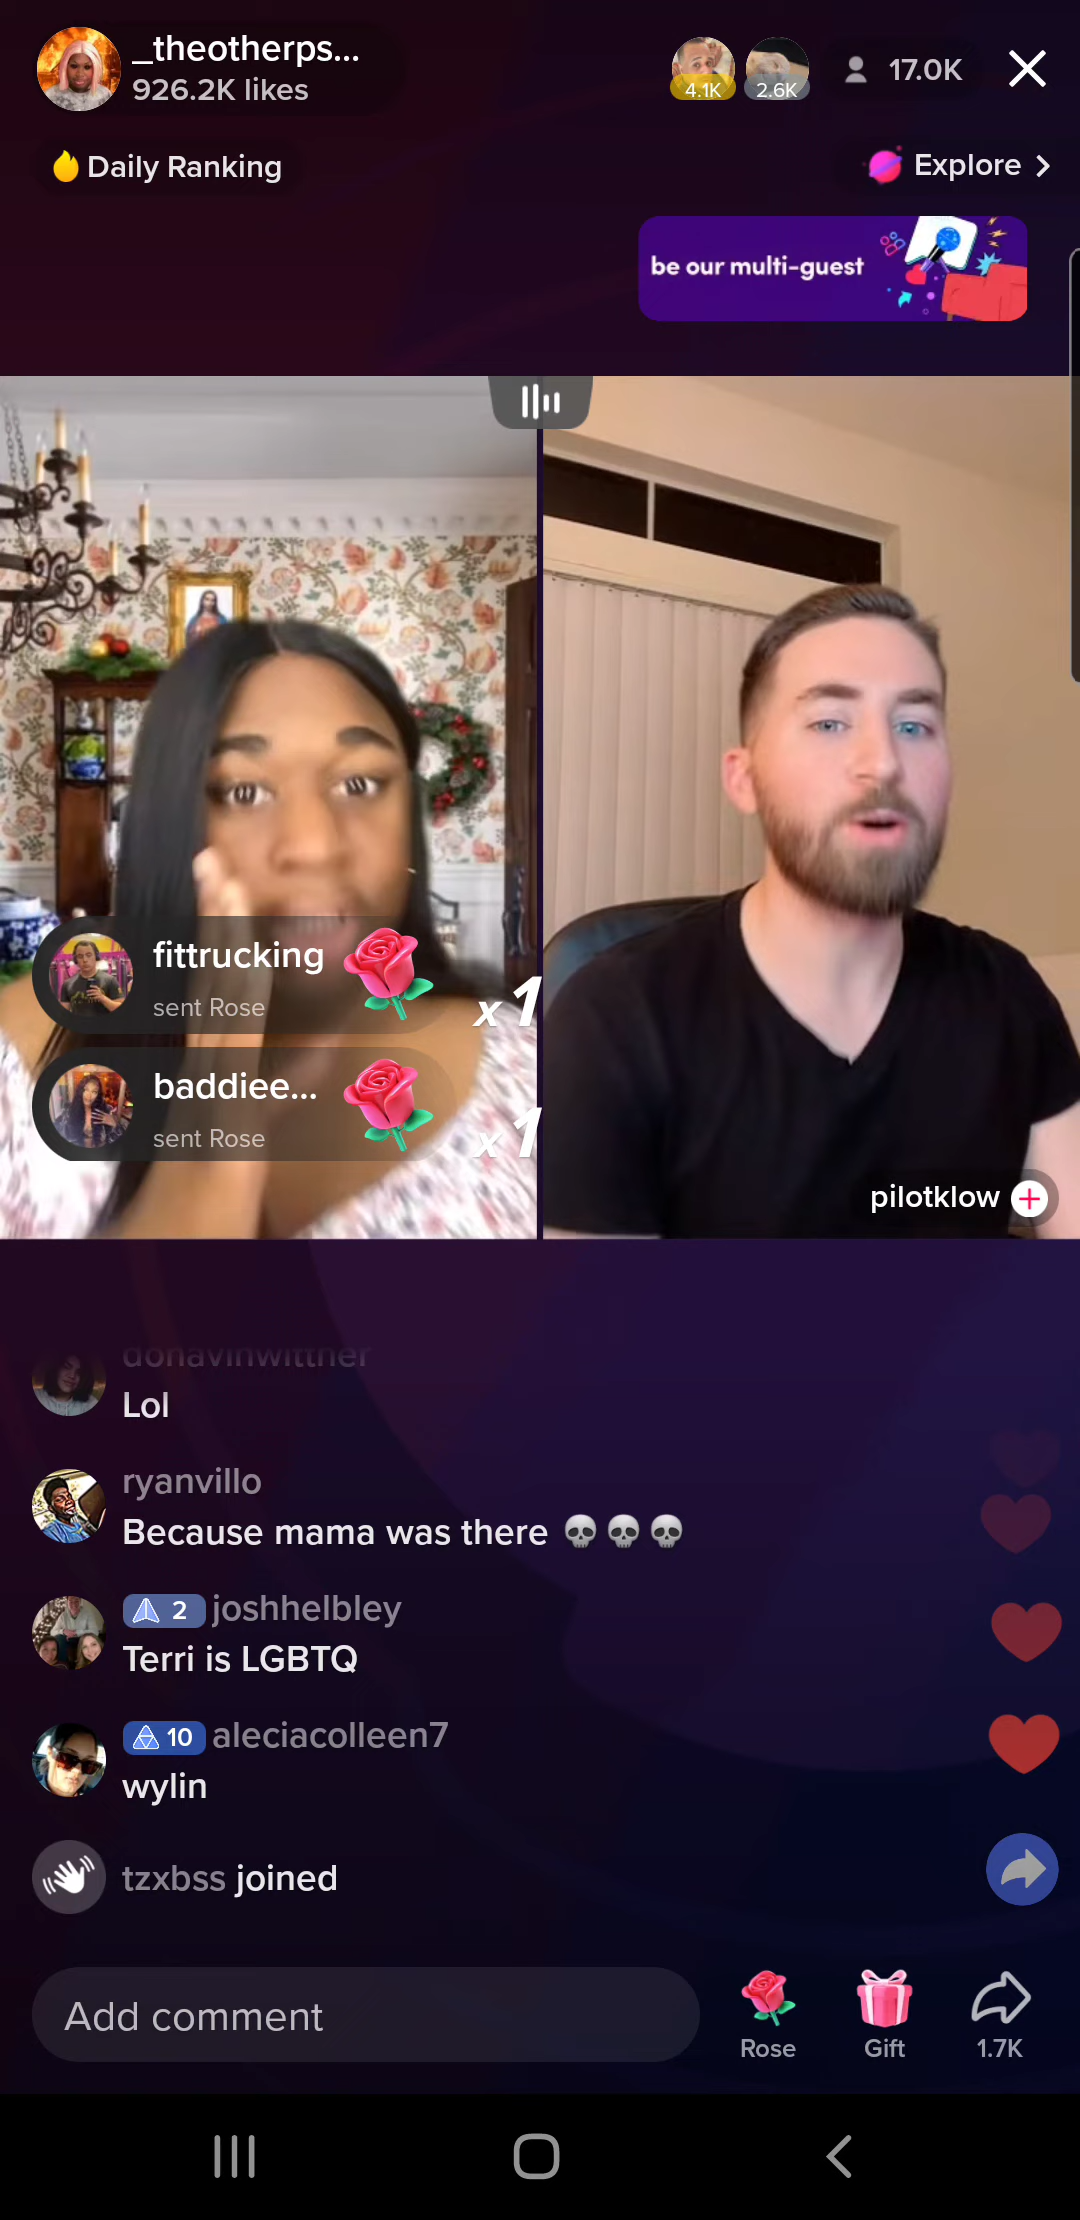 _theotherps...
926.2K likes
4.1K
2.6K
17.0K
Daily Ranking
Explore >
be our multi-guest
fittrucking
sent Rose
x1
baddiee...
sent Rose
x1
pilotklow
donavinwittner
Lol
ryanvillo
Because mama was there 💀💀💀
2 joshhelbley
Terri is LGBTQ
10 aleciacolleen7
wylin
tzxbss joined
Add comment
Rose
Gift
1.7K